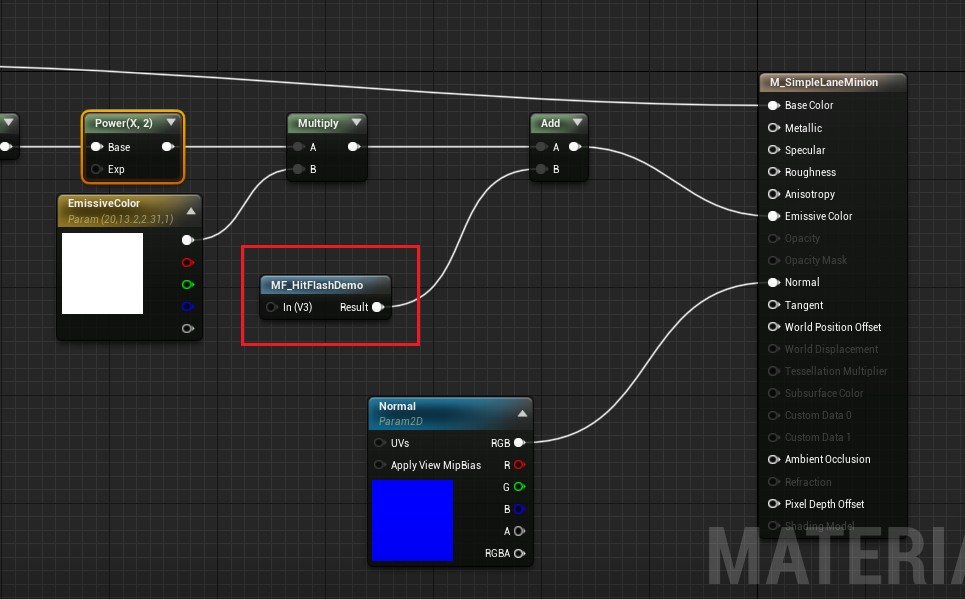 Power(X, 2)
Base
Exp
Multiply
A
B
Add
A
B
EmissiveColor
Param (20,13.2,2.31,1)
MF_HitFlashDemo
In (V3)
Result
Normal
Param2D
UVs
RGB
Apply View MipBias
R
G
B
A
RGBA
M_SimpleLaneMinion
Base Color
Metallic
Specular
Roughness
Anisotropy
Emissive Color
Opacity
Opacity Mask
Normal
Tangent
World Position Offset
World Displacement
Tessellation Multiplier
Subsurface Color
Custom Data 0
Custom Data 1
Ambient Occlusion
Refraction
Pixel Depth Offset
Shading Model
MATERIA